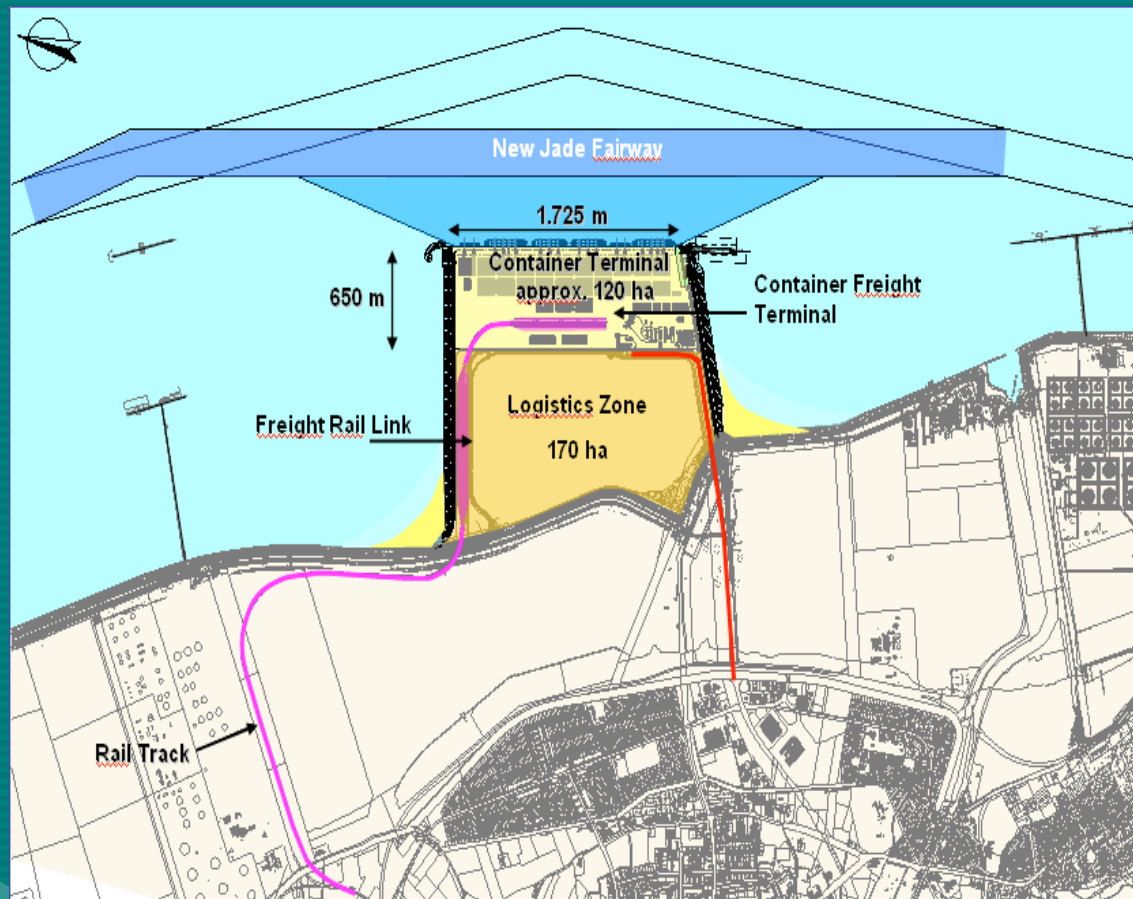 New Jade Fairway
1.725 m
Container Terminal
approx. 120 ha
650 m
Container Freight
Terminal
Logistics Zone
170 ha
Freight Rail Link
Rail Track